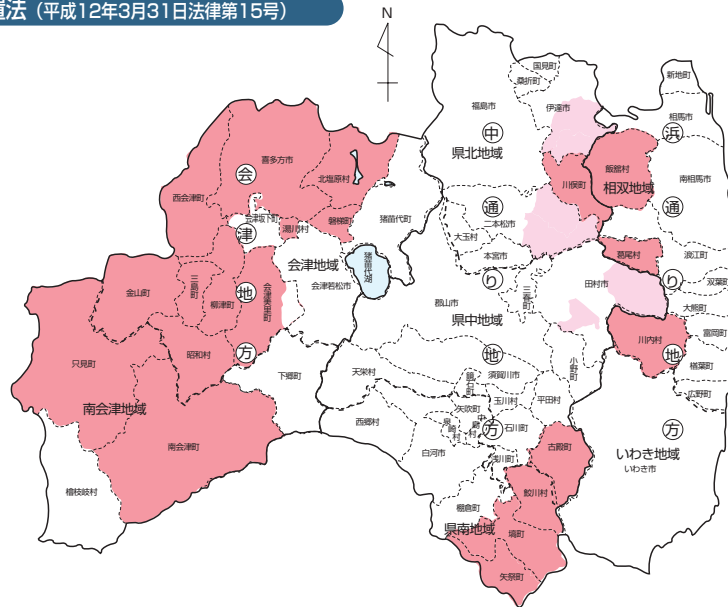 置法（平成12年3月31日法律第15号）
N
国見町
桑折町
新地町
福島市
伊達市
相馬市
中
浜
県北地域
喜多方市
会
飯舘村
北塩原村
川俣町
相双地域
南相馬市
西会津町
磐梯町
猪苗代町
通
通
会津坂下町
湯川村
二本松市
大玉村
津
葛尾村
浪江町
本宮市
会津地域
猪苗代湖
り
り
金山町
三島町
柳津町
地
会津美里町
会津若松市
田村市
双葉町
郡山市
三春町
大熊町
県中地域
富岡町
川内村
昭和村
方
地
地
只見町
小野町
楢葉町
下郷町
天栄村
鏡石町
須賀川市
広野町
南会津地域
玉川村
平田村
矢吹町
西郷村
泉崎村
中島村
方
石川町
方
南会津町
白河市
古殿町
いわき地域
浅川町
いわき市
檜枝岐村
鮫川村
棚倉町
県南地域
塙町
矢祭町